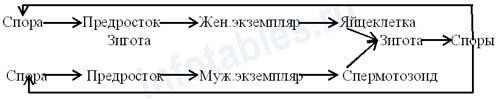 Спора Предросток Жен.экземпляр Яйцеклетка
Зигота Зигота Споры
Спора Предросток Муж.экземпляр Спермотозоид
infotables.ru